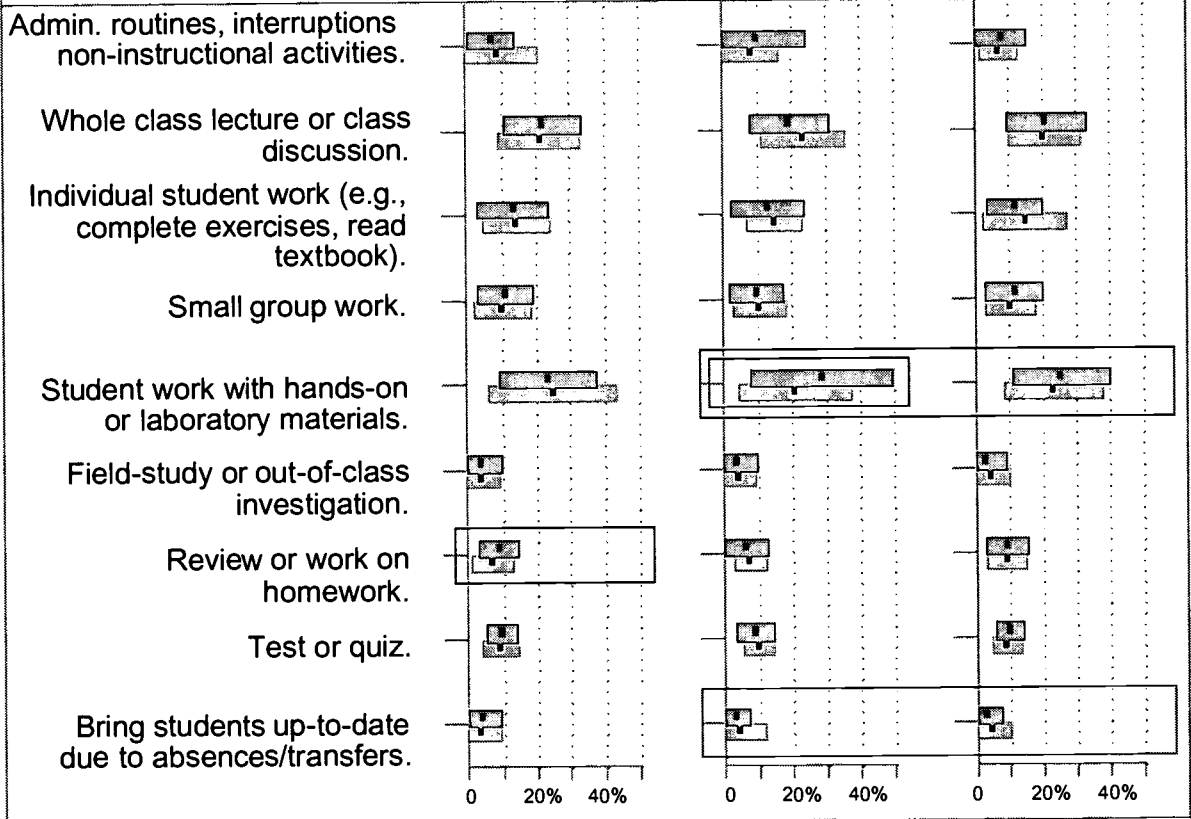 Admin. routines, interruptions
non-instructional activities.
Whole class lecture or class
discussion.
Individual student work (e.g.,
complete exercises, read
textbook).
Small group work.
Student work with hands-on
or laboratory materials.
Field-study or out-of-class
investigation.
Review or work on
homework.
Test or quiz.
Bring students up-to-date
due to absences/transfers.
0 20% 40% 0 20% 40% 0 20% 40%